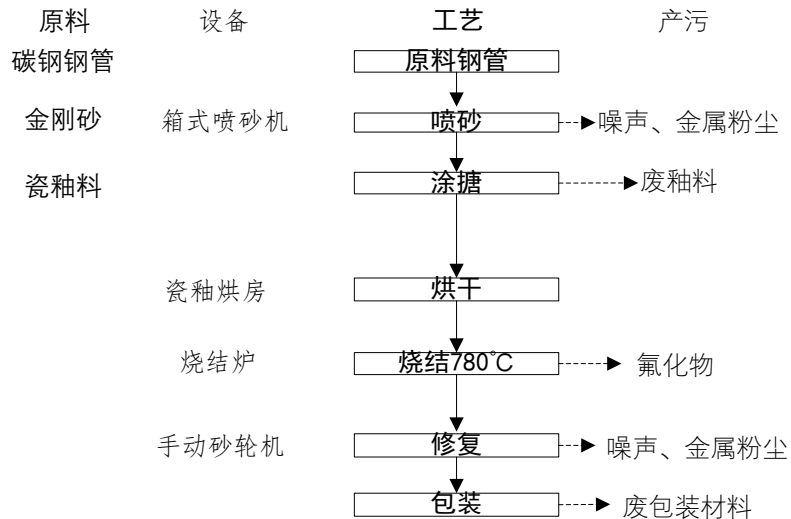 原料 设备 工艺 产污
碳钢钢管 原料钢管
金刚砂 箱式喷砂机 喷砂 噪声、金属粉尘
瓷釉料 涂搪 废釉料
瓷釉烘房 烘干
烧结炉 烧结780℃ 氟化物
手动砂轮机 修复 噪声、金属粉尘
包装 废包装材料